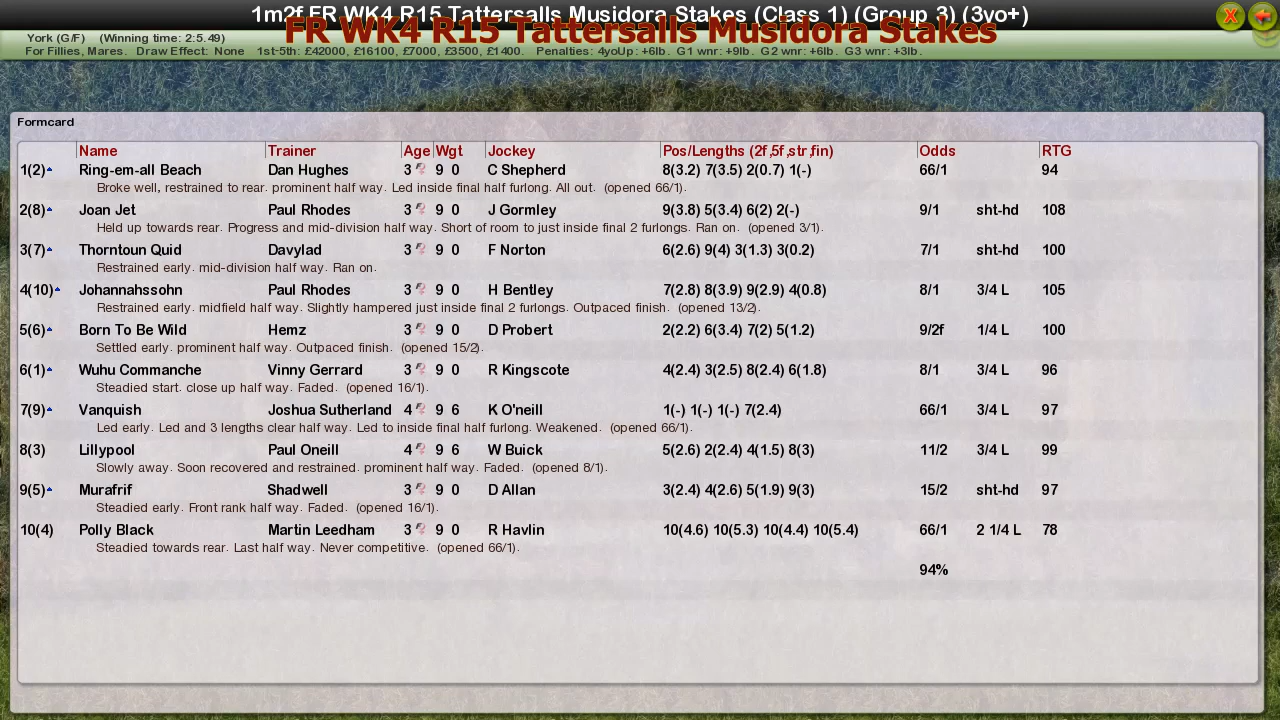 1m2f FR WK4 R15 Tattersalls Musidora Stakes (Class 1) (Group 3) (3yo+)
FR WK4 R15 Tattersalls Musidora Stakes
York (G/F) (Winning time: 2:5.49)
For Fillies, Mares. Draw Effect: None 1st-5th: £42000, £16100, £7000, £3500, £1400. Penalties: 4yoUp: +6lb. G1 wnr: +9lb. G2 wnr: +6lb. G3 wnr: +3lb.
Formcard
Name Trainer Age Wgt Jockey Pos/Lengths (2f,5f,str,fin) Odds RTG
1(2) Ring-em-all Beach Dan Hughes 3 9 0 C Shepherd 8(3.2) 7(3.5) 2(0.7) 1(-) 66/1 94
Broke well, restrained to rear. prominent half way. Led inside final half furlong. All out. (opened 66/1).
2(8) Joan Jet Paul Rhodes 3 9 0 J Gormley 9(3.8) 5(3.4) 6(2) 2(-) 9/1 sht-hd 108
Held up towards rear. Progress and mid-division half way. Short of room to just inside final 2 furlongs. Ran on. (opened 3/1).
3(7) Thorntoun Quid Davylad 3 9 0 F Norton 6(2.6) 9(4) 3(1.3) 3(0.2) 7/1 sht-hd 100
Restrained early. mid-division half way. Ran on.
4(10) Johannahssohn Paul Rhodes 3 9 0 H Bentley 7(2.8) 8(3.9) 9(2.9) 4(0.8) 8/1 3/4 L 105
Restrained early. midfield half way. Slightly hampered just inside final 2 furlongs. Outpaced finish. (opened 13/2).
5(6) Born To Be Wild Hemz 3 9 0 D Probert 2(2.2) 6(3.4) 7(2) 5(1.2) 9/2f 1/4 L 100
Settled early. prominent half way. Outpaced finish. (opened 15/2).
6(1) Wuhu Commanche Vinny Gerrard 3 9 0 R Kingscote 4(2.4) 3(2.5) 8(2.4) 6(1.8) 8/1 3/4 L 96
Steadied start. close up half way. Faded. (opened 16/1).
7(9) Vanquish Joshua Sutherland 4 9 6 K O'neill 1(-) 1(-) 1(-) 7(2.4) 66/1 3/4 L 97
Led early. Led and 3 lengths clear half way. Led to inside final half furlong. Weakened. (opened 66/1).
8(3) Lillypool Paul Oneill 4 9 6 W Buick 5(2.6) 2(2.4) 4(1.5) 8(3) 11/2 3/4 L 99
Slowly away. Soon recovered and restrained. prominent half way. Faded. (opened 8/1).
9(5) Murafrif Shadwell 3 9 0 D Allan 3(2.4) 4(2.6) 5(1.9) 9(3) 15/2 sht-hd 97
Steadied early. Front rank half way. Faded. (opened 16/1).
10(4) Polly Black Martin Leedham 3 9 0 R Havlin 10(4.6) 10(5.3) 10(4.4) 10(5.4) 66/1 2 1/4 L 78
Steadied towards rear. Last half way. Never competitive. (opened 66/1).
94%